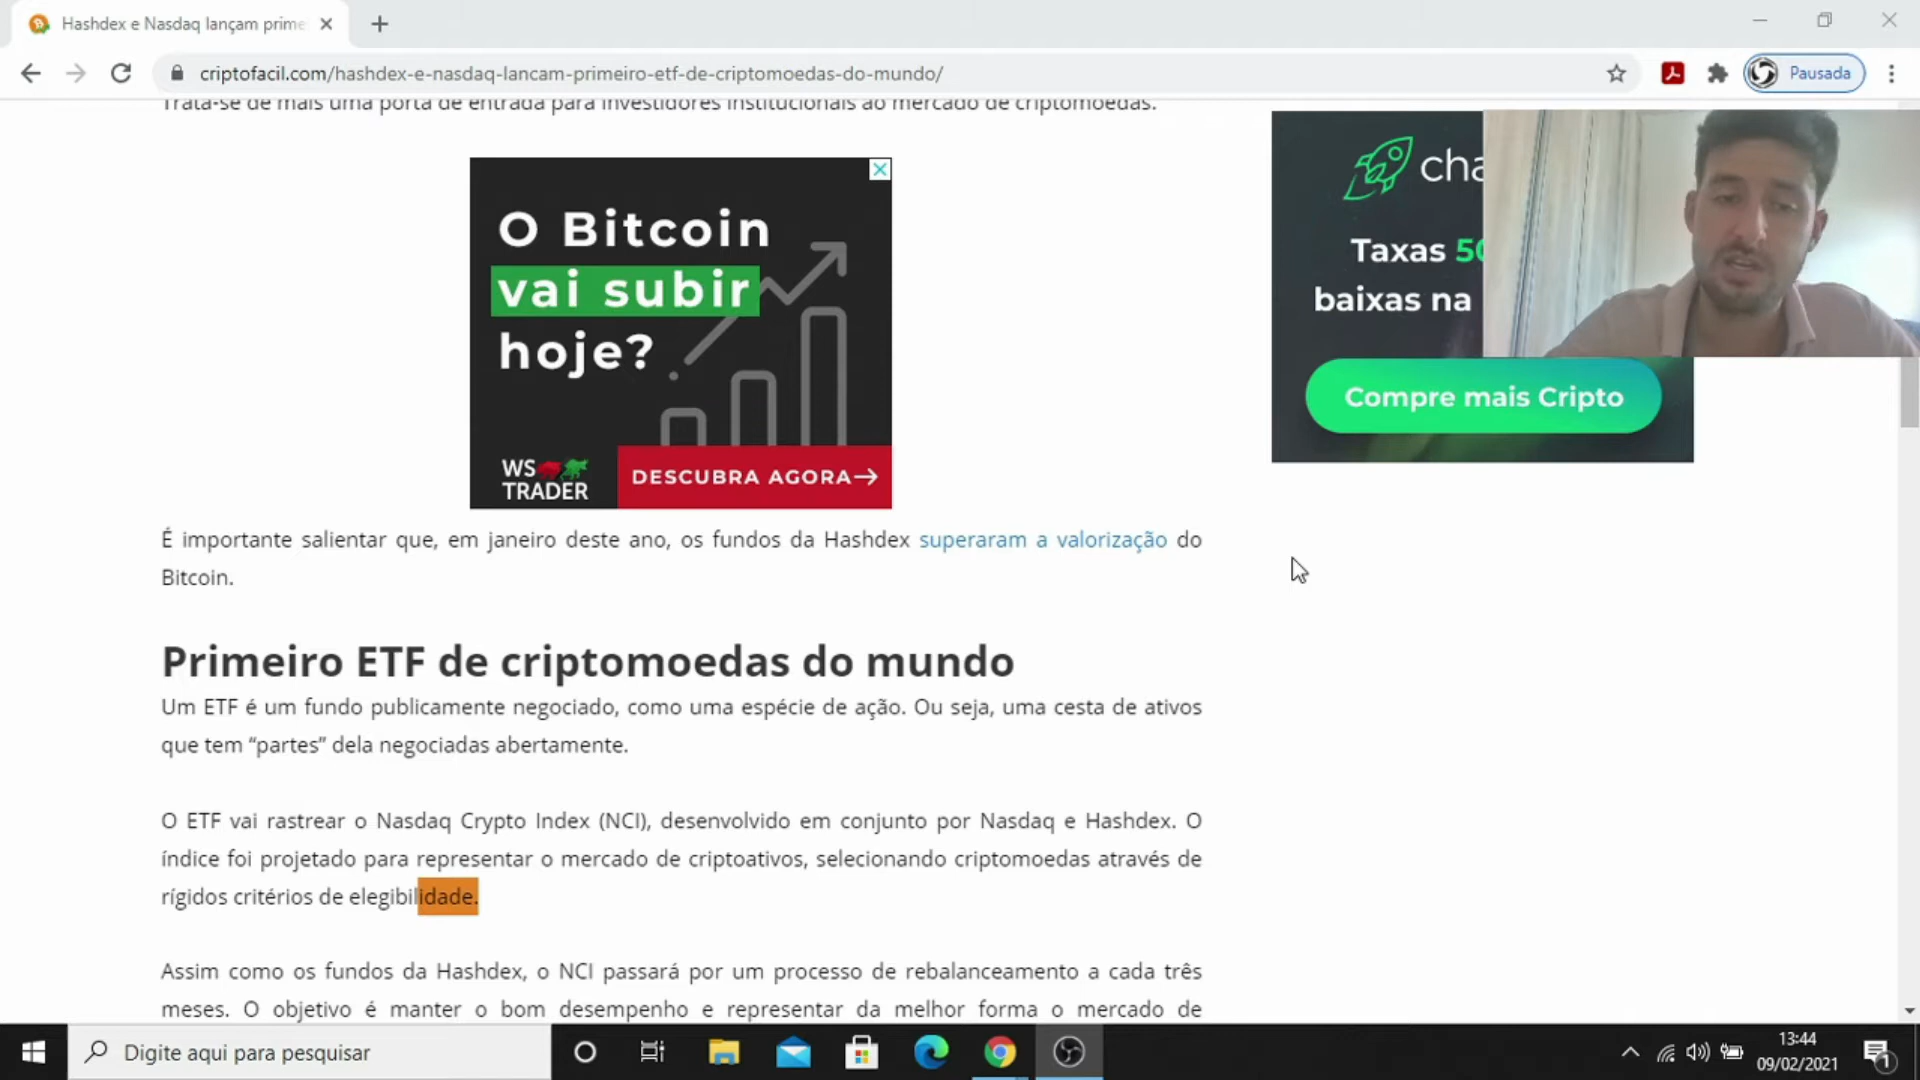 Hashdex e Nasdaq lançam prime
criptofacil.com/hashdex-e-nasdaq-lancam-primeiro-etf-de-criptomoedas-do-mundo/
Pausada
Trata-se de mais uma porta de entrada para investidores institucionais ao mercado de criptomoedas.
O Bitcoin
vai subir
hoje?
WS
TRADER
DESCUBRA AGORA
cha
Taxas 50
baixas na
Compre mais Cripto
É importante salientar que, em janeiro deste ano, os fundos da Hashdex superaram a valorização do
Bitcoin.
Primeiro ETF de criptomoedas do mundo
Um ETF é um fundo publicamente negociado, como uma espécie de ação. Ou seja, uma cesta de ativos
que tem “partes” dela negociadas abertamente.
O ETF vai rastrear o Nasdaq Crypto Index (NCI), desenvolvido em conjunto por Nasdaq e Hashdex. O
índice foi projetado para representar o mercado de criptoativos, selecionando criptomoedas através de
rígidos critérios de elegibilidade.
Assim como os fundos da Hashdex, o NCI passará por um processo de rebalanceamento a cada três
meses. O objetivo é manter o bom desempenho e representar da melhor forma o mercado de
Digite aqui para pesquisar
13:44
09/02/2021
1